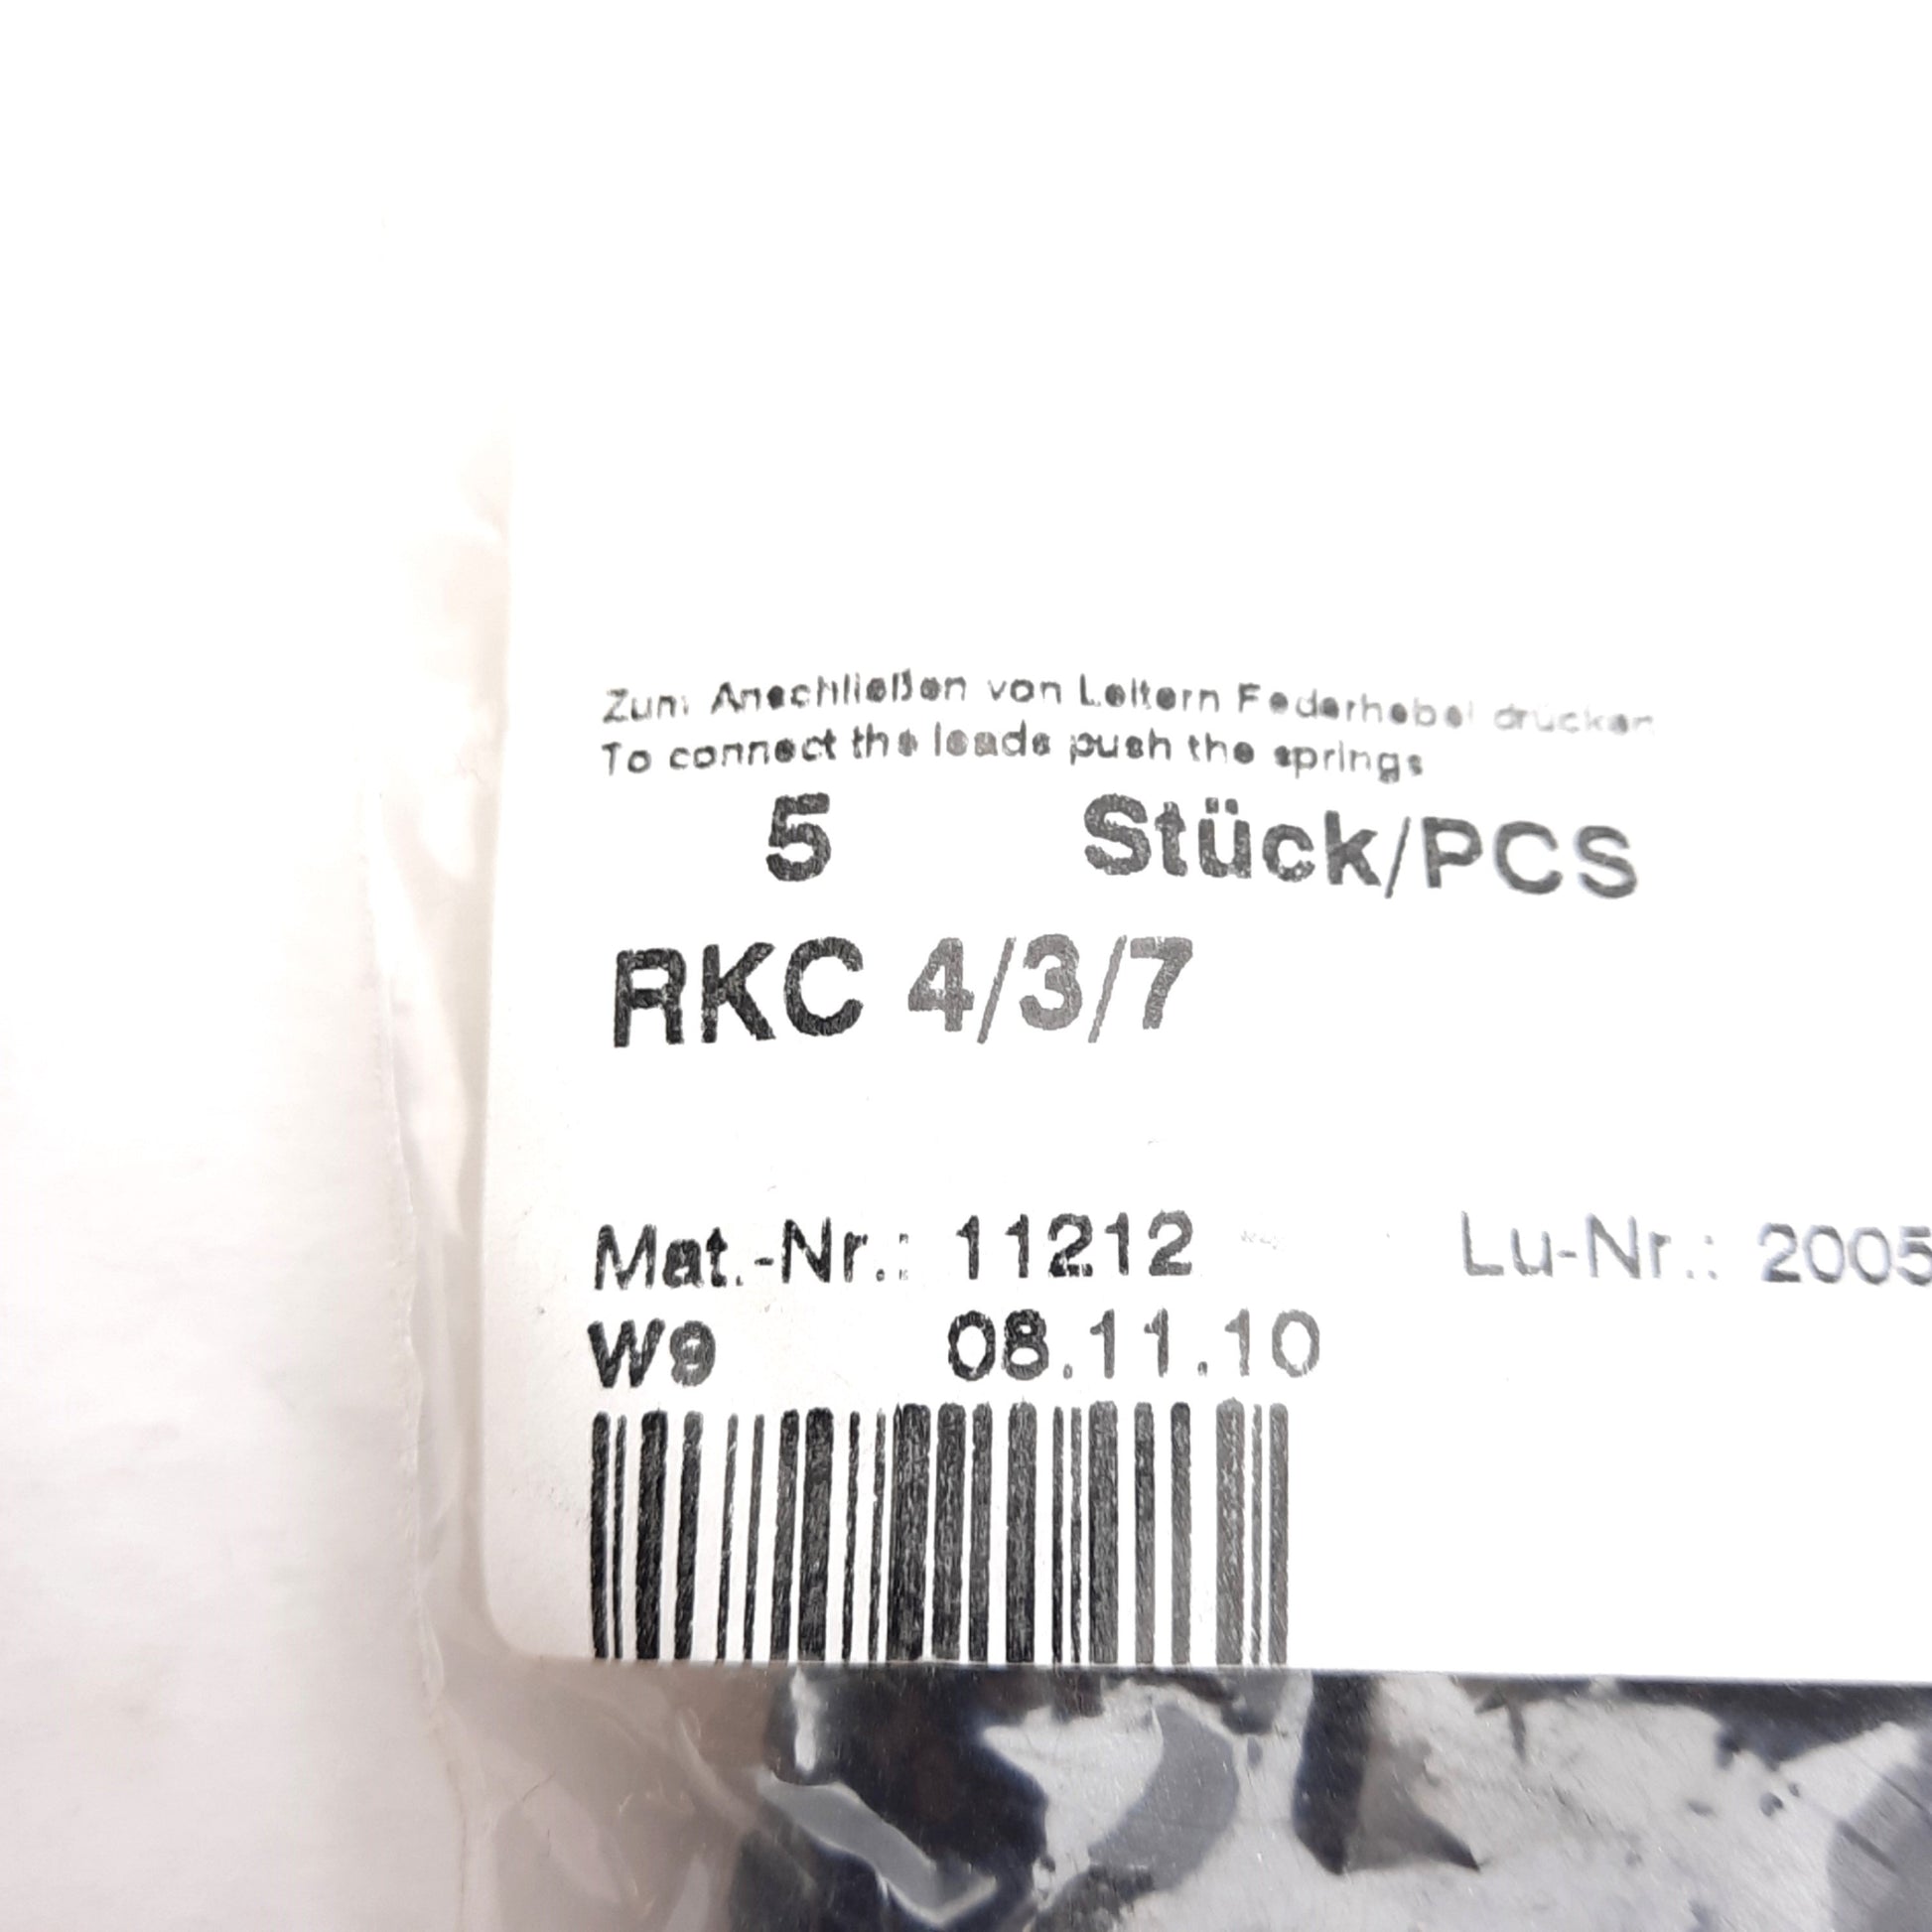 Zum Anschließen von Leitern Federhebel drücken
To connect the leads push the springs
5 Stück/PCS
RKC 4/3/7
Mat.-Nr.: 11212 Lu-Nr.: 2005
W9 08.11.10